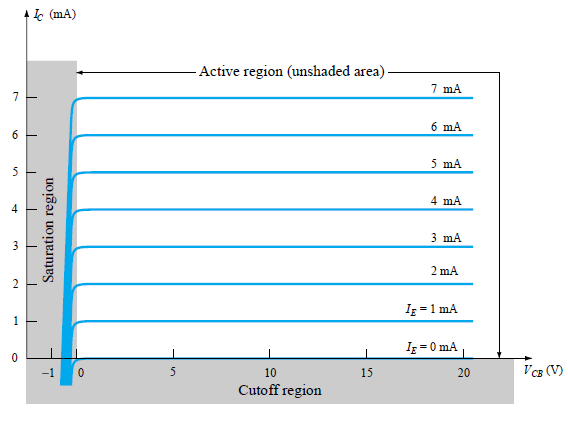 I_C (mA)
Active region (unshaded area)
7 mA
7
6 mA
6
5 mA
5
4 mA
4
3 mA
3
2 mA
2
I_E = 1 mA
1
I_E = 0 mA
0
Saturation region
−1 0 5 10 15 20 V_CB (V)
Cutoff region